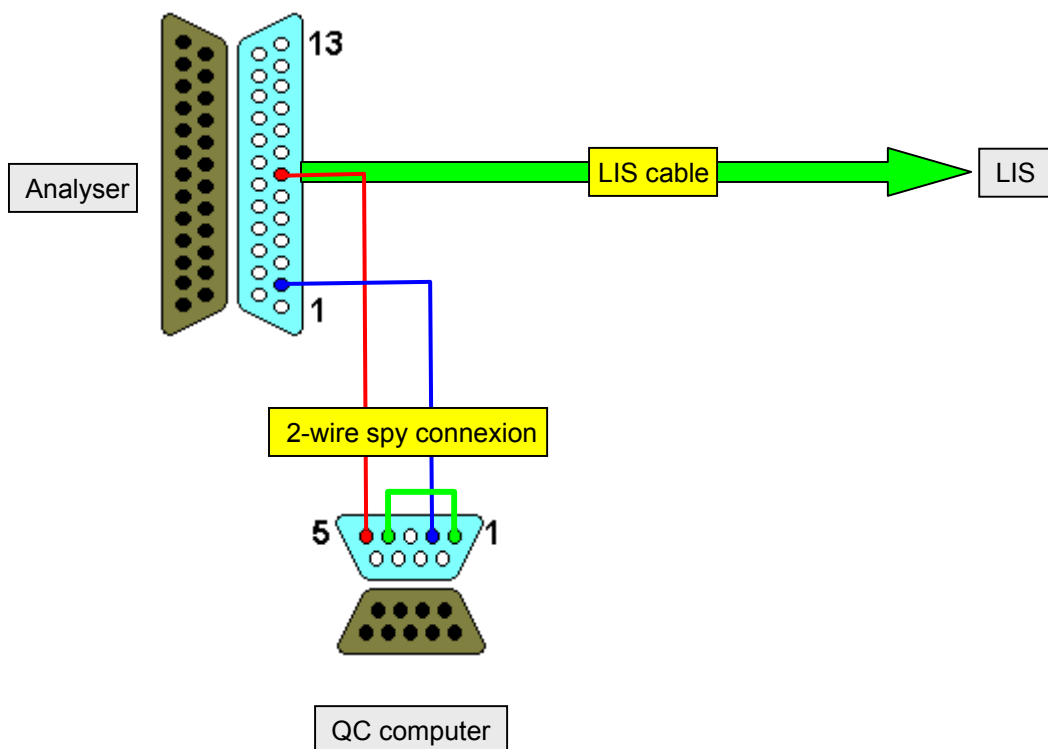 13
Analyser
LIS cable
LIS
1
2-wire spy connexion
5
1
QC computer